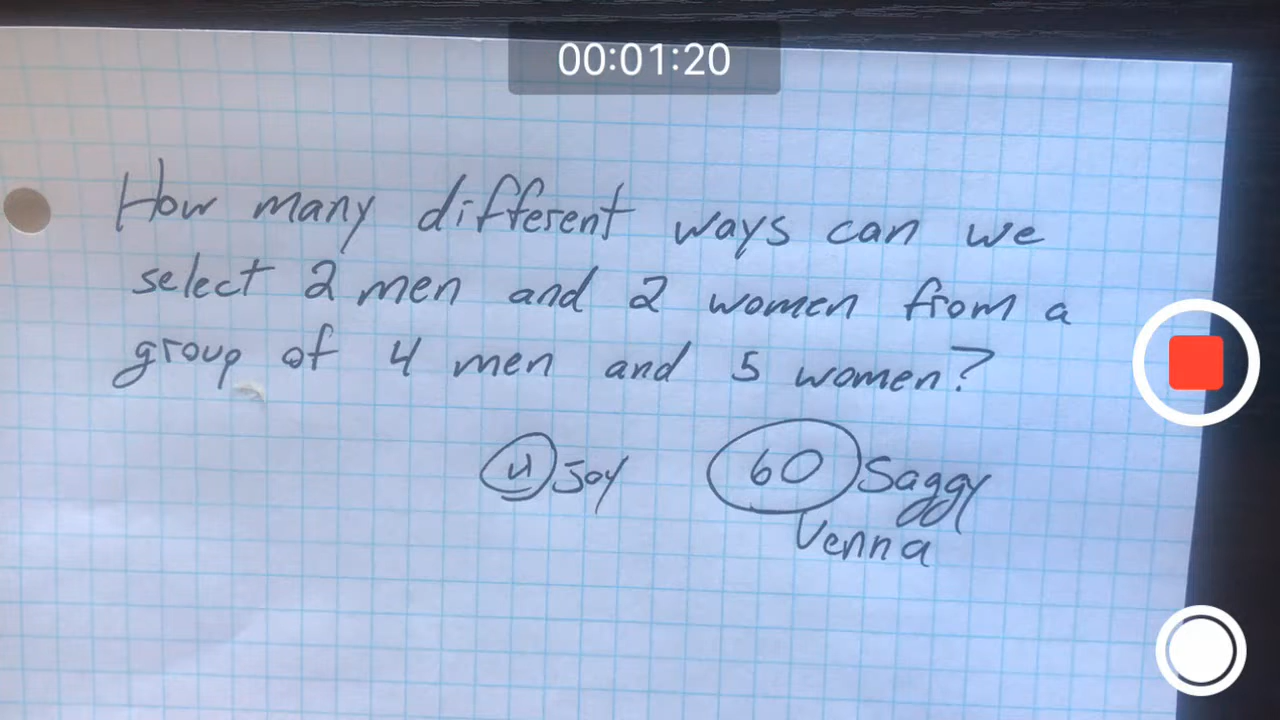 00:01:20
How many different ways can we
select 2 men and 2 women from a
group of 4 men and 5 women?
4 Joy 60 Saggy
Venna